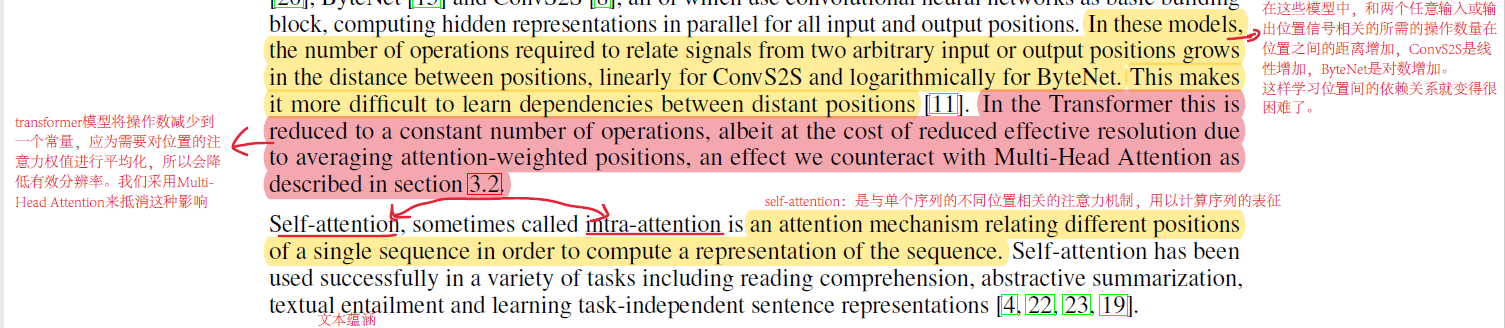 [20], ByteNet [15] and ConvS2S [8], all of which use convolutional neural networks as basic building
block, computing hidden representations in parallel for all input and output positions. In these models,
the number of operations required to relate signals from two arbitrary input or output positions grows
in the distance between positions, linearly for ConvS2S and logarithmically for ByteNet. This makes
it more difficult to learn dependencies between distant positions [11]. In the Transformer this is
reduced to a constant number of operations, albeit at the cost of reduced effective resolution due
to averaging attention-weighted positions, an effect we counteract with Multi-Head Attention as
described in section 3.2.
在这些模型中，和两个任意输入或输
出位置信号相关的所需的操作数量在
位置之间的距离增加，ConvS2S是线
性增加，ByteNet是对数增加。
这样学习位置间的依赖关系就变得很
困难了。
transformer模型将操作数减少到
一个常量，应为需要对位置的注
意力权值进行平均化，所以会降
低有效分辨率。我们采用Multi-
Head Attention来抵消这种影响
self-attention：是与单个序列的不同位置相关的注意力机制，用以计算序列的表征
Self-attention, sometimes called intra-attention is an attention mechanism relating different positions
of a single sequence in order to compute a representation of the sequence. Self-attention has been
used successfully in a variety of tasks including reading comprehension, abstractive summarization,
textual entailment and learning task-independent sentence representations [4, 22, 23, 19].
文本蕴涵